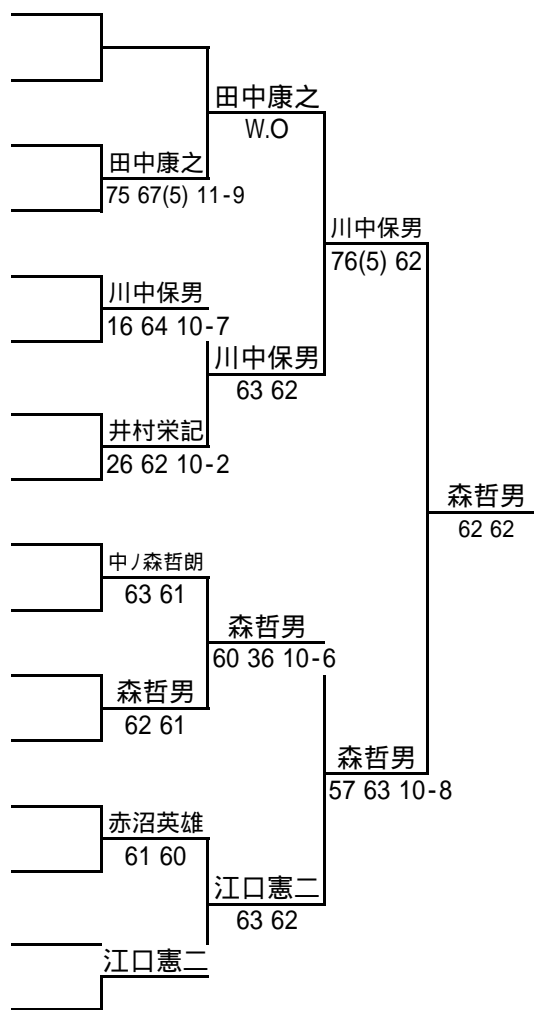 田中康之
W.O
田中康之
75 67(5) 11-9
川中保男
76(5) 62
川中保男
16 64 10-7
川中保男
63 62
井村栄記
26 62 10-2
森哲男
62 62
中ノ森哲朗
63 61
森哲男
60 36 10-6
森哲男
62 61
森哲男
57 63 10-8
赤沼英雄
61 60
江口憲二
63 62
江口憲二